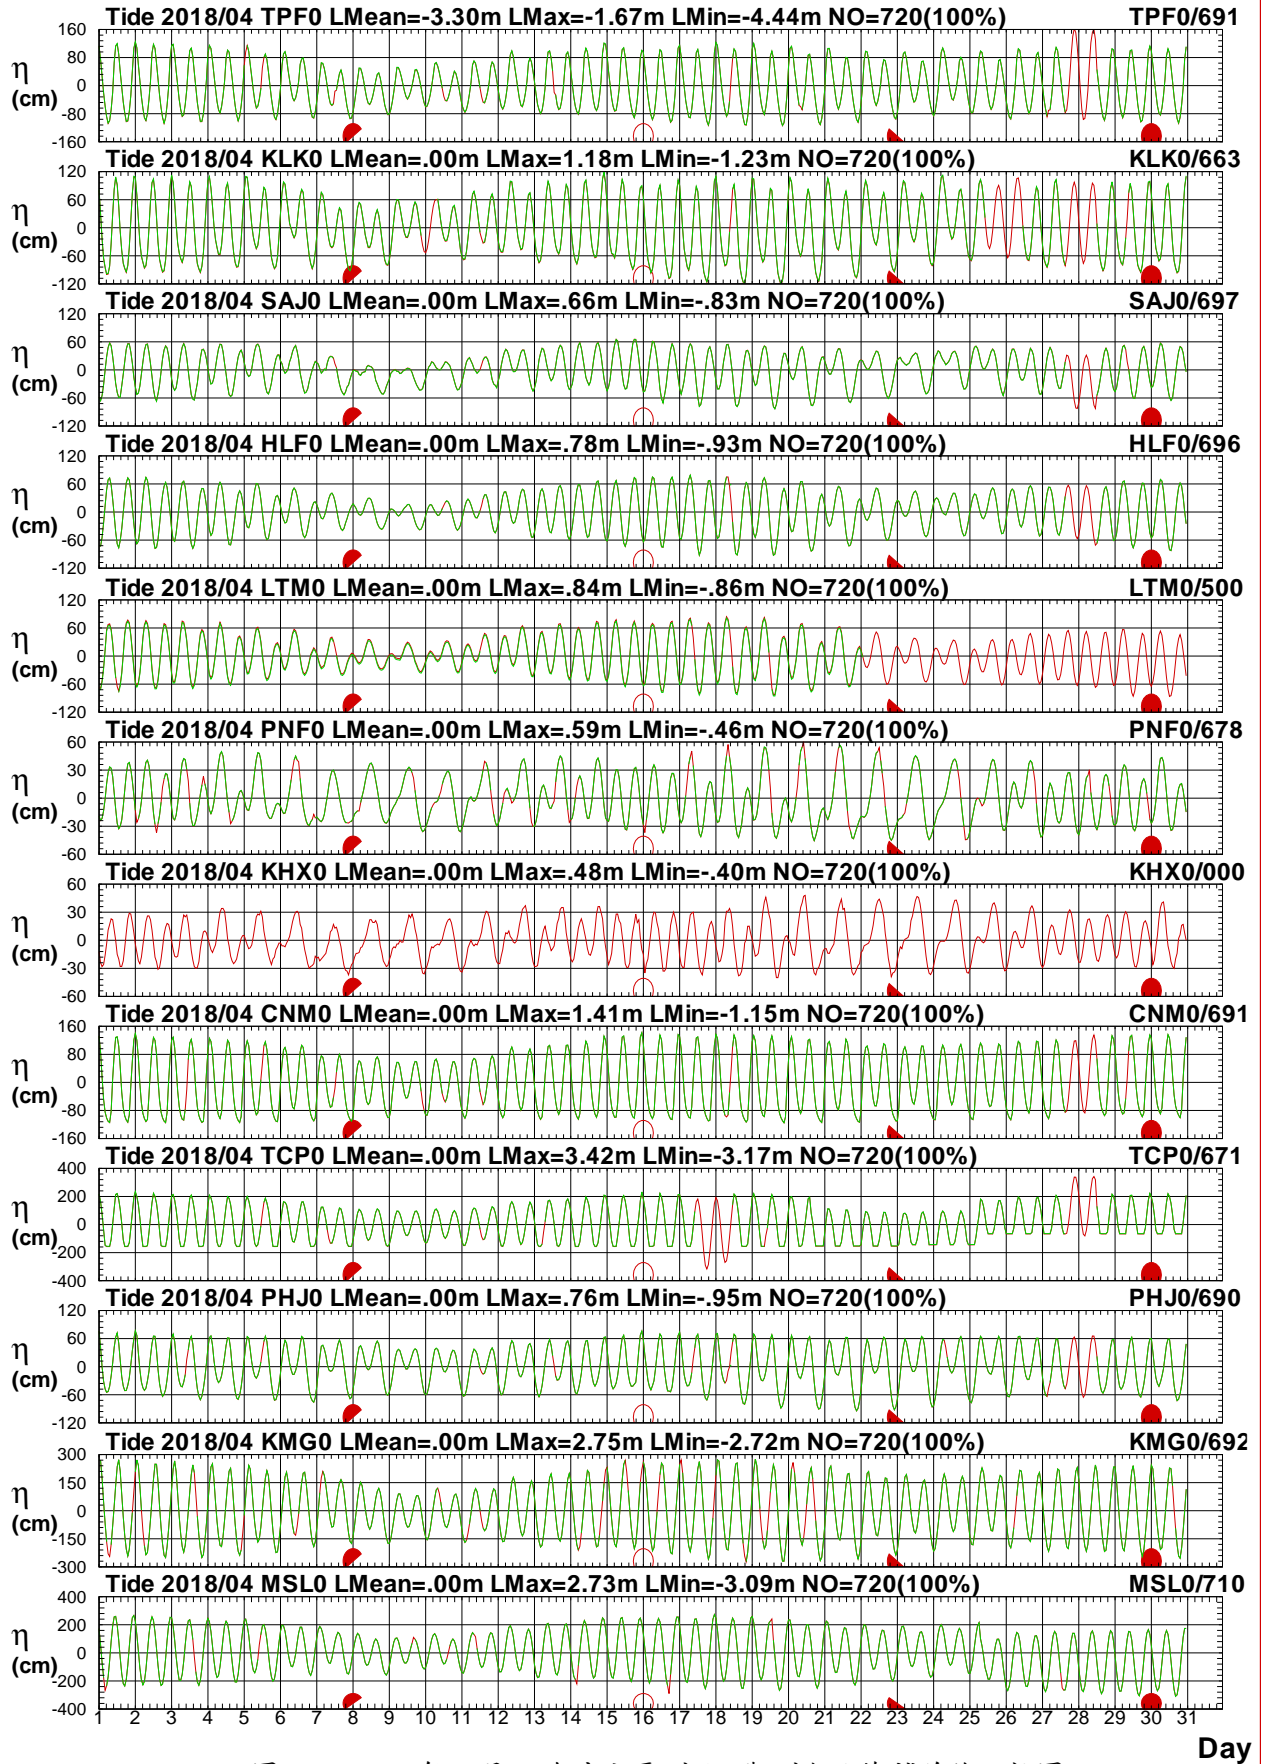 Tide 2018/04 TPF0 LMean=-3.30m LMax=-1.67m LMin=-4.44m NO=720(100%) TPF0/691
160
80
0
-80
-160
η
(cm)
Tide 2018/04 KLK0 LMean=.00m LMax=1.18m LMin=-1.23m NO=720(100%) KLK0/663
120
60
0
-60
-120
η
(cm)
Tide 2018/04 SAJ0 LMean=.00m LMax=.66m LMin=-.83m NO=720(100%) SAJ0/697
120
60
0
-60
-120
η
(cm)
Tide 2018/04 HLF0 LMean=.00m LMax=.78m LMin=-.93m NO=720(100%) HLF0/696
120
60
0
-60
-120
η
(cm)
Tide 2018/04 LTM0 LMean=.00m LMax=.84m LMin=-.86m NO=720(100%) LTM0/500
120
60
0
-60
-120
η
(cm)
Tide 2018/04 PNF0 LMean=.00m LMax=.59m LMin=-.46m NO=720(100%) PNF0/678
60
30
0
-30
-60
η
(cm)
Tide 2018/04 KHX0 LMean=.00m LMax=.48m LMin=-.40m NO=720(100%) KHX0/000
60
30
0
-30
-60
η
(cm)
Tide 2018/04 CNM0 LMean=.00m LMax=1.41m LMin=-1.15m NO=720(100%) CNM0/691
160
80
0
-80
-160
η
(cm)
Tide 2018/04 TCP0 LMean=.00m LMax=3.42m LMin=-3.17m NO=720(100%) TCP0/671
400
200
0
-200
-400
η
(cm)
Tide 2018/04 PHJ0 LMean=.00m LMax=.76m LMin=-.95m NO=720(100%) PHJ0/690
120
60
0
-60
-120
η
(cm)
Tide 2018/04 KMG0 LMean=.00m LMax=2.75m LMin=-2.72m NO=720(100%) KMG0/692
300
150
0
-150
-300
η
(cm)
Tide 2018/04 MSL0 LMean=.00m LMax=2.73m LMin=-3.09m NO=720(100%) MSL0/710
400
200
0
-200
-400
η
(cm)
1 2 3 4 5 6 7 8 9 10 11 12 13 14 15 16 17 18 19 20 21 22 23 24 25 26 27 28 29 30 31
Day